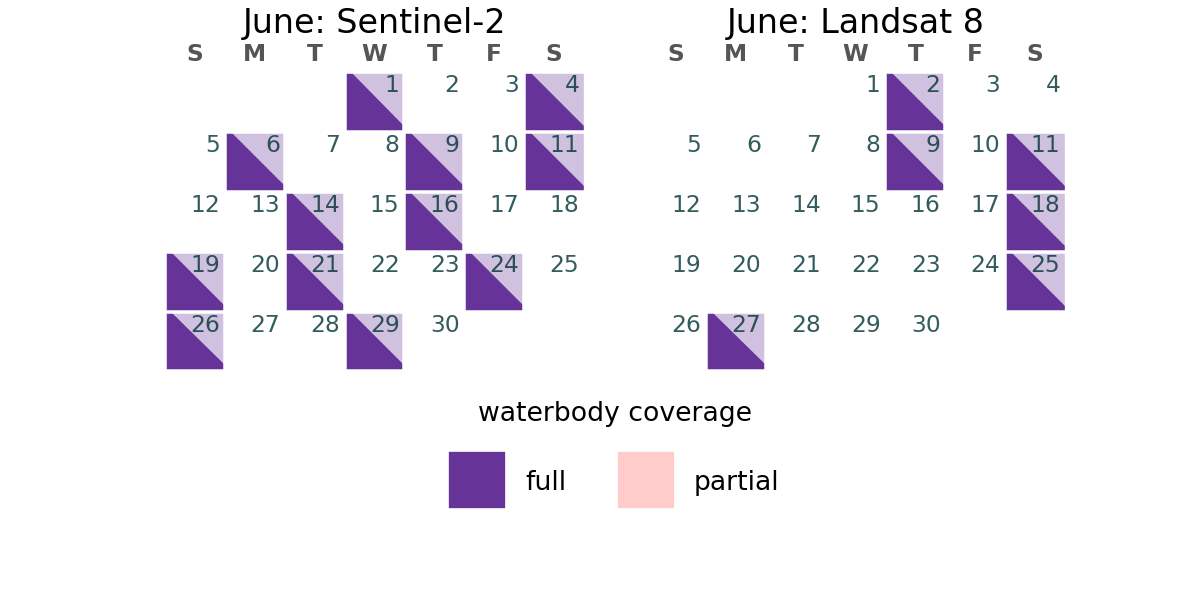 June: Sentinel-2
S M T W T F S
1 2 3 4
5 6 7 8 9 10 11
12 13 14 15 16 17 18
19 20 21 22 23 24 25
26 27 28 29 30
June: Landsat 8
S M T W T F S
1 2 3 4
5 6 7 8 9 10 11
12 13 14 15 16 17 18
19 20 21 22 23 24 25
26 27 28 29 30
waterbody coverage
full partial